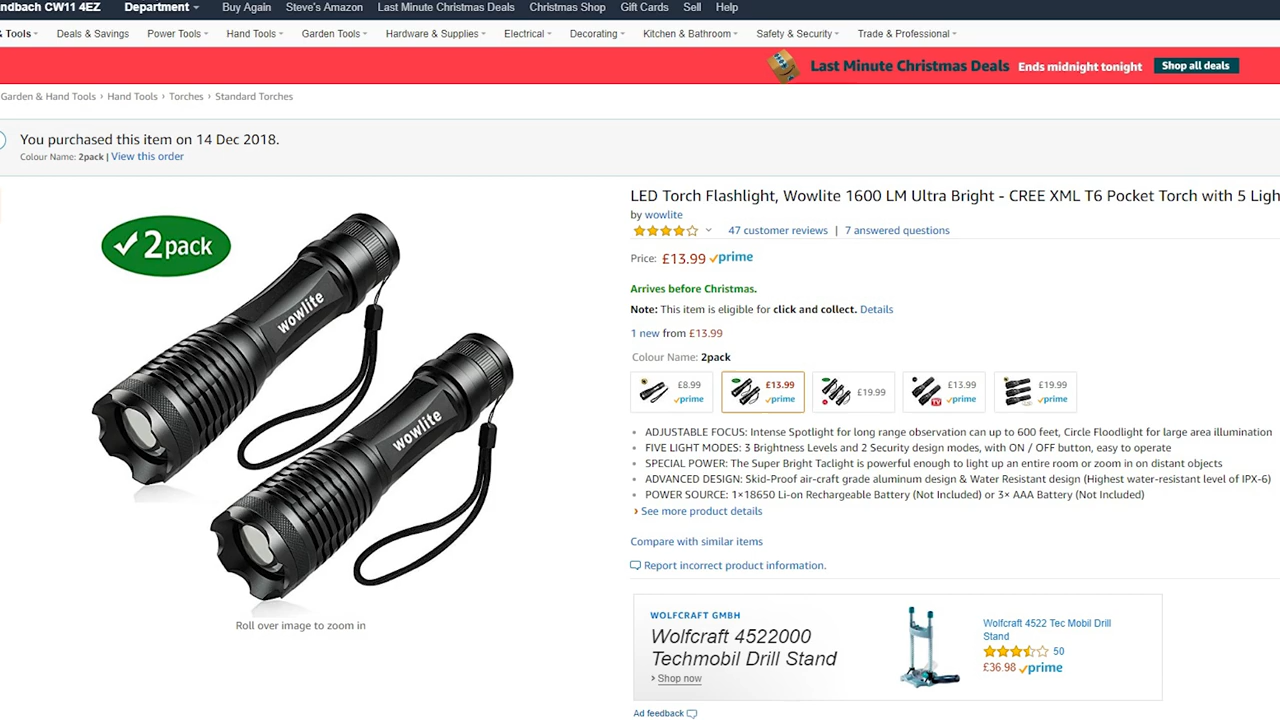 ndbach CW11 4EZ Department Buy Again Steve's Amazon Last Minute Christmas Deals Christmas Shop Gift Cards Sell Help
& Tools Deals & Savings Power Tools Hand Tools Garden Tools Hardware & Supplies Electrical Decorating Kitchen & Bathroom Safety & Security Trade & Professional
Last Minute Christmas Deals Ends midnight tonight Shop all deals
Garden & Hand Tools › Hand Tools › Torches › Standard Torches
You purchased this item on 14 Dec 2018.
Colour Name: 2pack | View this order
2pack
wowlite
wowlite
Roll over image to zoom in
LED Torch Flashlight, Wowlite 1600 LM Ultra Bright - CREE XML T6 Pocket Torch with 5 Ligh
by wowlite
47 customer reviews | 7 answered questions
Price: £13.99 prime
Arrives before Christmas.
Note: This item is eligible for click and collect. Details
1 new from £13.99
Colour Name: 2pack
£8.99 prime
£13.99 prime
£19.99
£13.99 prime
£19.99 prime
• ADJUSTABLE FOCUS: Intense Spotlight for long range observation can up to 600 feet, Circle Floodlight for large area illumination
• FIVE LIGHT MODES: 3 Brightness Levels and 2 Security design modes, with ON / OFF button, easy to operate
• SPECIAL POWER: The Super Bright Taclight is powerful enough to light up an entire room or zoom in on distant objects
• ADVANCED DESIGN: Skid-Proof air-craft grade aluminum design & Water Resistant design (Highest water-resistant level of IPX-6)
• POWER SOURCE: 1×18650 Li-on Rechargeable Battery (Not Included) or 3× AAA Battery (Not Included)
› See more product details
Compare with similar items
Report incorrect product information.
WOLFCRAFT GMBH
Wolfcraft 4522000
Techmobil Drill Stand
› Shop now
Wolfcraft 4522 Tec Mobil Drill
Stand
50
£36.98 prime
Ad feedback